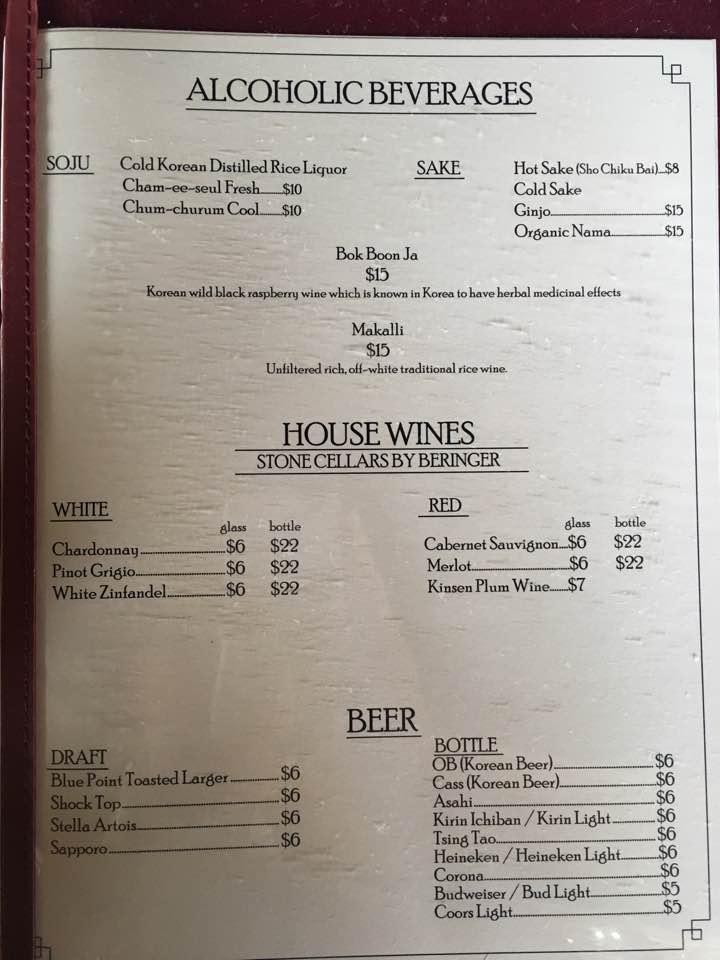 ALCOHOLIC BEVERAGES
SOJU
Cold Korean Distilled Rice Liquor
Cham-ee-seul Fresh........$10
Chum-churum Cool........$10
SAKE
Hot Sake (Sho Chiku Bai)...$8
Cold Sake
Ginjo..............................$15
Organic Nama..............$15
Bok Boon Ja
$15
Korean wild black raspberry wine which is known in Korea to have herbal medicinal effects
Makalli
$15
Unfiltered rich, off-white traditional rice wine.
HOUSE WINES
STONE CELLARS BY BERINGER
WHITE
glass bottle
Chardonnay......................$6 $22
Pinot Grigio.......................$6 $22
White Zinfandel................$6 $22
RED
glass bottle
Cabernet Sauvignon...$6 $22
Merlot.........................$6 $22
Kinsen Plum Wine.......$7
BEER
DRAFT
Blue Point Toasted Larger..............$6
Shock Top.........................................$6
Stella Artois......................................$6
Sapporo.............................................$6
BOTTLE
OB (Korean Beer)............................$6
Cass (Korean Beer)..........................$6
Asahi..................................................$6
Kirin Ichiban / Kirin Light............$6
Tsing Tao............................................$6
Heineken / Heineken Light...........$6
Corona................................................$6
Budweiser / Bud Light....................$5
Coors Light.........................................$5